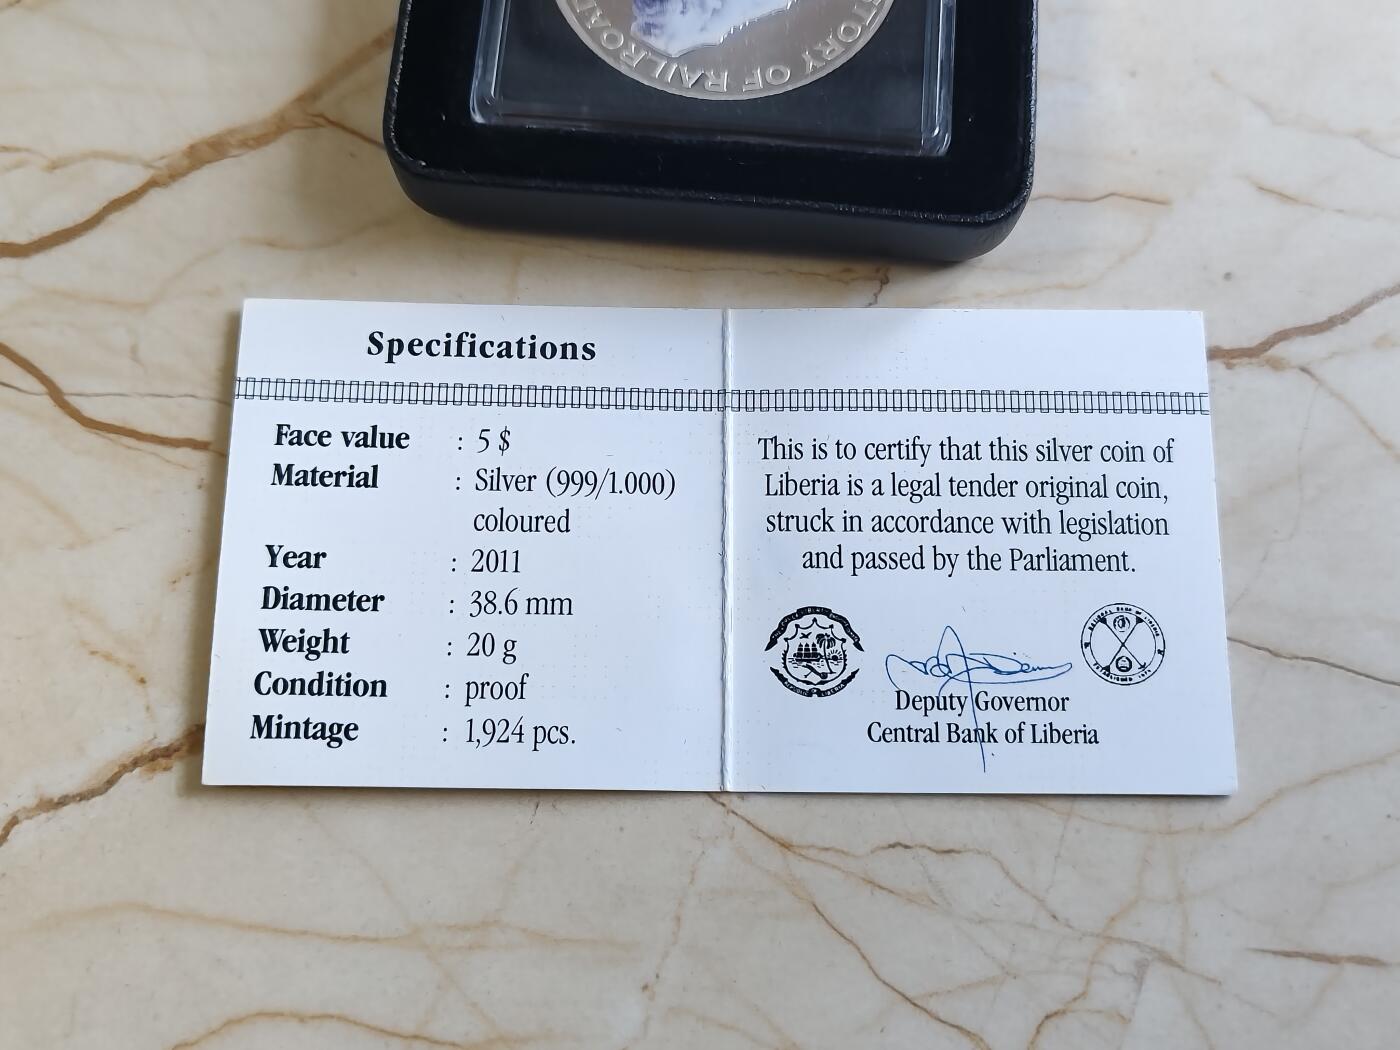 STORY OF RAILROAD
Specifications
Face value : 5 $
Material : Silver (999/1.000)
coloured
Year : 2011
Diameter : 38.6 mm
Weight : 20 g
Condition : proof
Mintage : 1,924 pcs.
This is to certify that this silver coin of
Liberia is a legal tender original coin,
struck in accordance with legislation
and passed by the Parliament.
Deputy Governor
Central Bank of Liberia